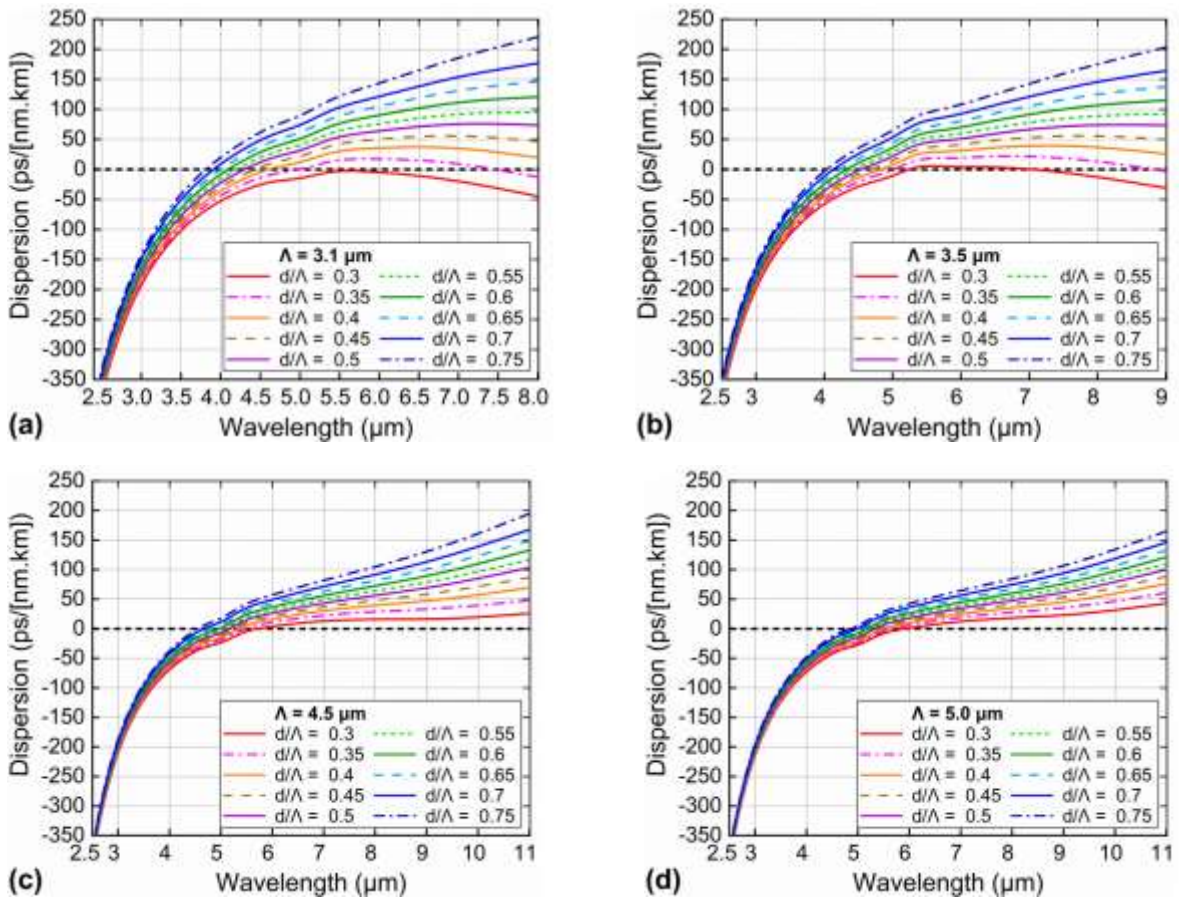 250
200
150
100
50
0
-50
-100
-150
-200
-250
-300
-350
Dispersion (ps/[nm.km])
Λ = 3.1 µm
d/Λ = 0.3 d/Λ = 0.55
d/Λ = 0.35 d/Λ = 0.6
d/Λ = 0.4 d/Λ = 0.65
d/Λ = 0.45 d/Λ = 0.7
d/Λ = 0.5 d/Λ = 0.75
2.5 3.0 3.5 4.0 4.5 5.0 5.5 6.0 6.5 7.0 7.5 8.0
Wavelength (µm)
(a)
250
200
150
100
50
0
-50
-100
-150
-200
-250
-300
-350
Dispersion (ps/[nm.km])
Λ = 3.5 µm
d/Λ = 0.3 d/Λ = 0.55
d/Λ = 0.35 d/Λ = 0.6
d/Λ = 0.4 d/Λ = 0.65
d/Λ = 0.45 d/Λ = 0.7
d/Λ = 0.5 d/Λ = 0.75
2.5 3 4 5 6 7 8 9
Wavelength (µm)
(b)
250
200
150
100
50
0
-50
-100
-150
-200
-250
-300
-350
Dispersion (ps/[nm.km])
Λ = 4.5 µm
d/Λ = 0.3 d/Λ = 0.55
d/Λ = 0.35 d/Λ = 0.6
d/Λ = 0.4 d/Λ = 0.65
d/Λ = 0.45 d/Λ = 0.7
d/Λ = 0.5 d/Λ = 0.75
2.5 3 4 5 6 7 8 9 10 11
Wavelength (µm)
(c)
250
200
150
100
50
0
-50
-100
-150
-200
-250
-300
-350
Dispersion (ps/[nm.km])
Λ = 5.0 µm
d/Λ = 0.3 d/Λ = 0.55
d/Λ = 0.35 d/Λ = 0.6
d/Λ = 0.4 d/Λ = 0.65
d/Λ = 0.45 d/Λ = 0.7
d/Λ = 0.5 d/Λ = 0.75
2.5 3 4 5 6 7 8 9 10 11
Wavelength (µm)
(d)